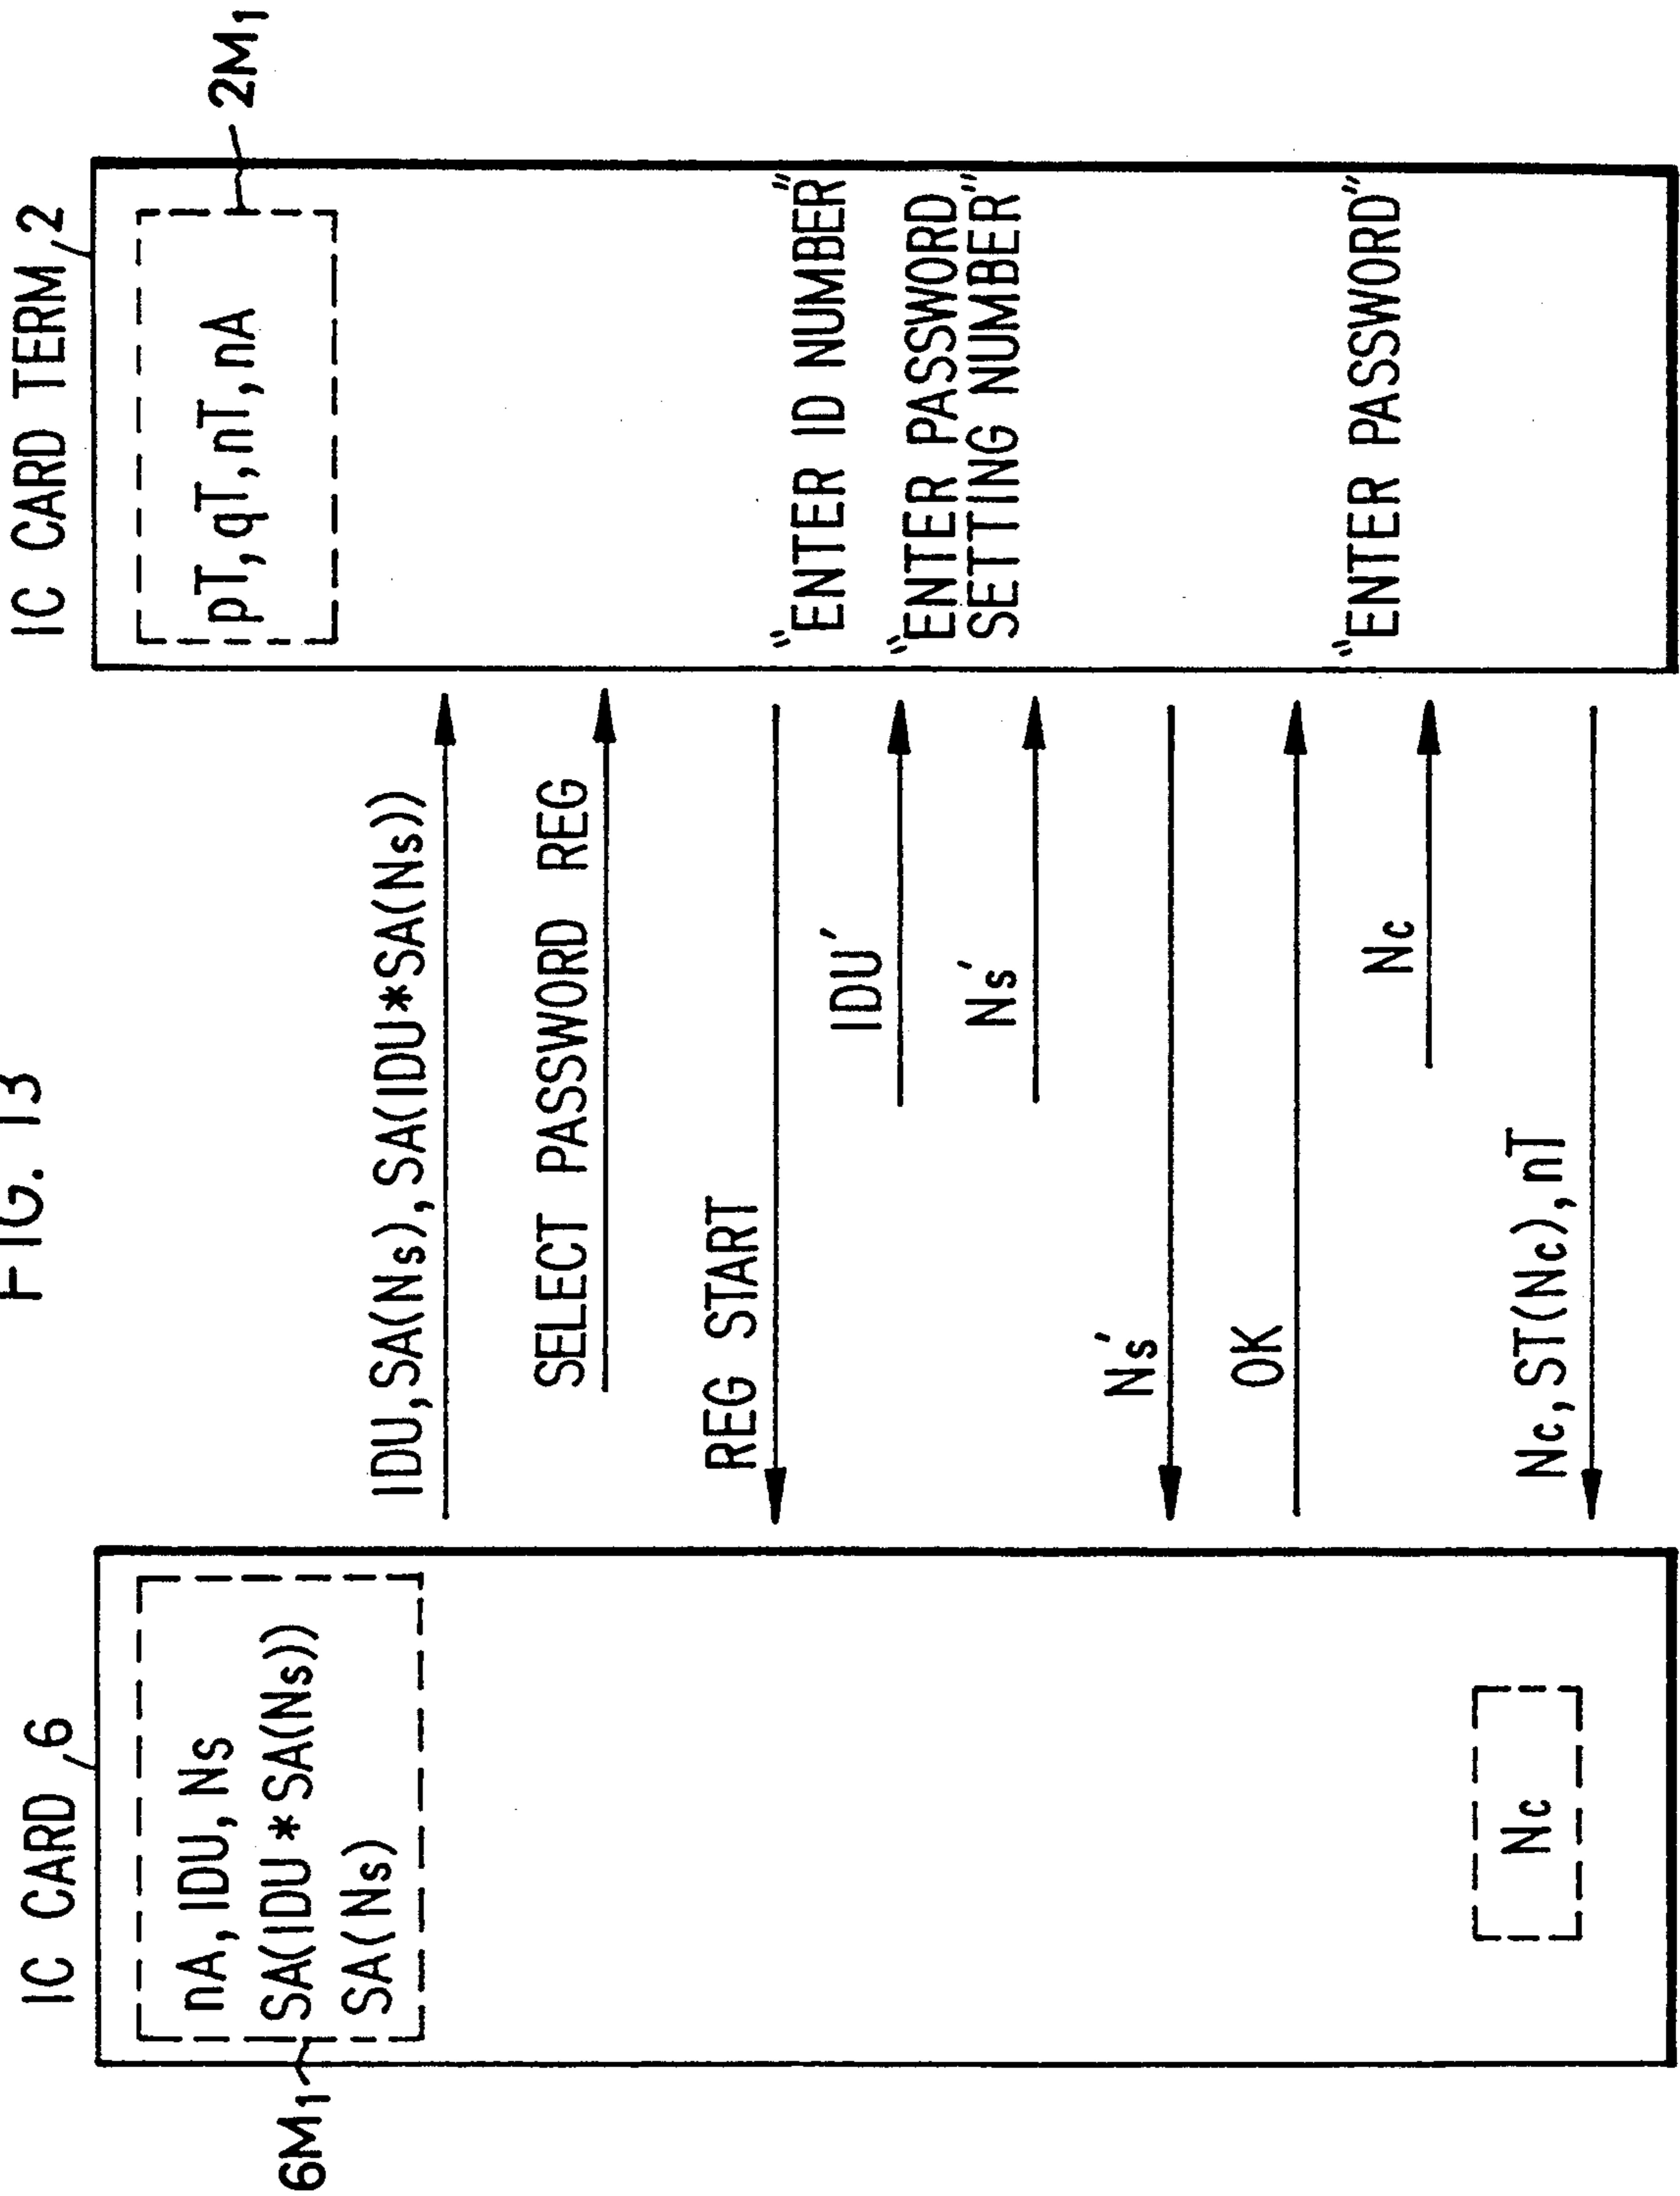 FIG. 13
IC CARD 6
6M1
nA, IDU, Ns
SA(IDU * SA(Ns))
SA(Ns)
Nc
IC CARD TERM 2
2M1
pT, qT, nT, nA
IDU, SA(Ns), SA(IDU*SA(Ns))
SELECT PASSWORD REG
REG START
"ENTER ID NUMBER"
IDU'
"ENTER PASSWORD
SETTING NUMBER"
Ns'
Ns'
OK
"ENTER PASSWORD"
Nc
Nc, ST(Nc), nT